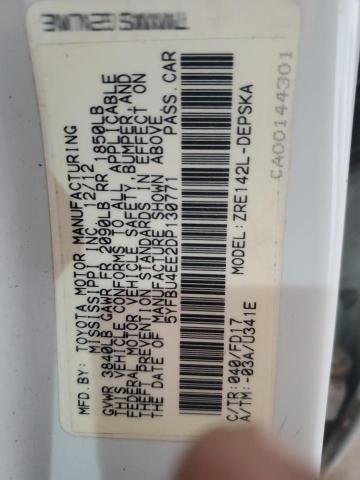 MFD. BY: TOYOTA MOTOR MANUFACTURING
MISSISSIPPI INC. 12/12
GVWR 3840LB GAWR FR 2090LB RR 1850LB
THIS VEHICLE CONFORMS TO ALL APPLICABLE
FEDERAL MOTOR VEHICLE SAFETY, BUMPER, AND
THEFT PREVENTION STANDARDS IN EFFECT ON
THE DATE OF MANUFACTURE SHOWN ABOVE.
5YFBU4EE2DP130771 PASS. CAR
C/TR: 040/FD17 MODEL: ZRE142L-DEPSKA
A/TM: -03A/U341E
CA00144301